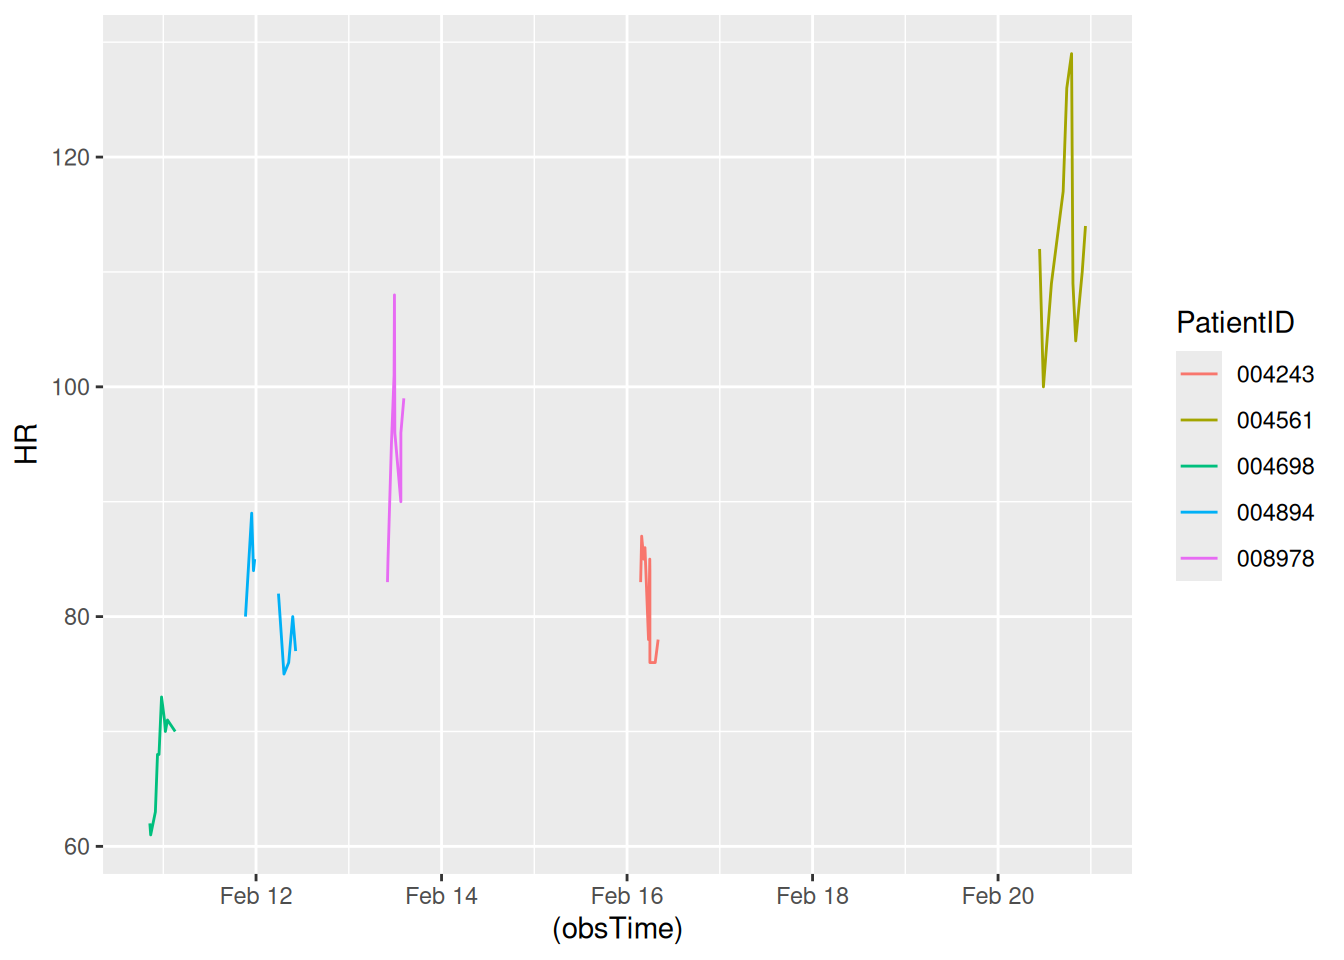 120
100
80
60
HR
Feb 12
Feb 14
Feb 16
Feb 18
Feb 20
(obsTime)
PatientID
004243
004561
004698
004894
008978